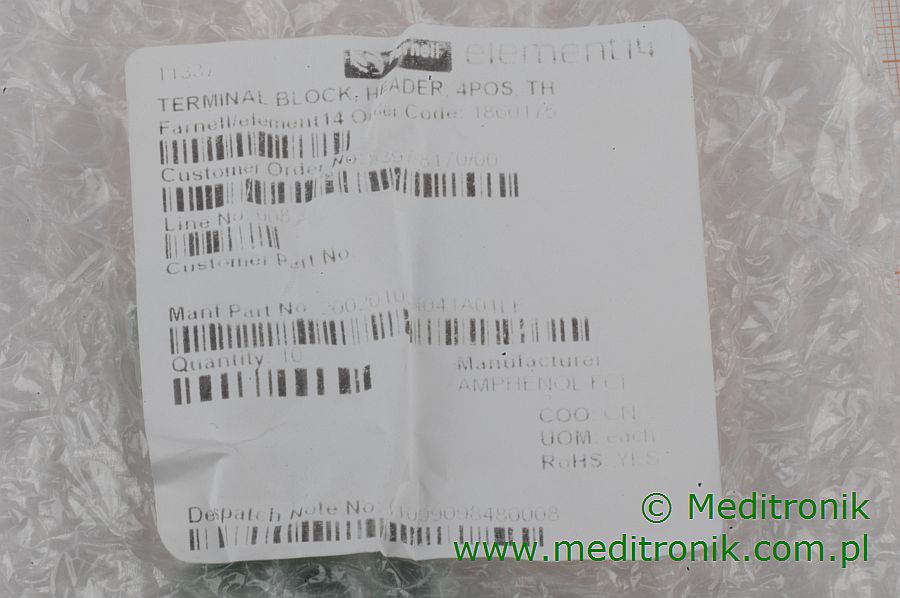 11337
farnell element14
TERMINAL BLOCK, HEADER, 4POS, TH
Farnell/element14 Order Code: 1860175
Customer Order No:
Line No: 008
Customer Part No:
Manf Part No:
Quantity: 10
Manufacturer
AMPHENOL FCI
COO: CN
UOM: each
RoHS: YES
Despatch Note No:
© Meditronik
www.meditronik.com.pl